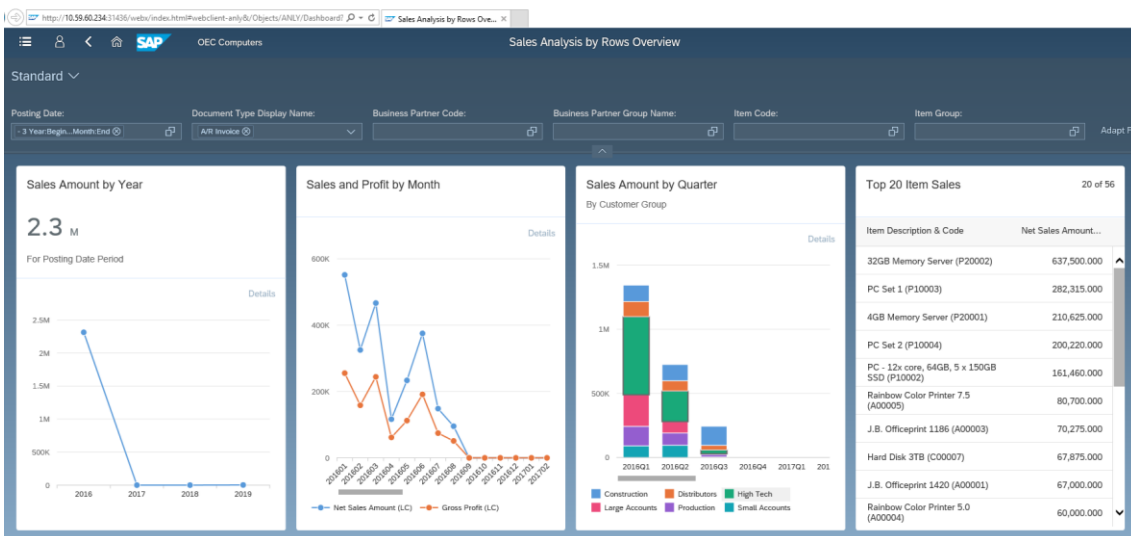 http://10.59.60.234:31436/webx/index.html#webclient-anly&/Objects/ANLY/Dashboard?
Sales Analysis by Rows Ove...
SAP
OEC Computers
Sales Analysis by Rows Overview
Standard
Posting Date:
Document Type Display Name:
Business Partner Code:
Business Partner Group Name:
Item Code:
Item Group:
- 3 Year:Begin...Month:End
A/R Invoice
Adapt F
Sales Amount by Year
2.3 M
For Posting Date Period
Details
2.5M
2M
1.5M
1M
500K
0
2016
2017
2018
2019
Sales and Profit by Month
Details
600K
400K
200K
0
201601
201602
201603
201604
201605
201606
201607
201608
201609
201610
201611
201612
201701
201702
Net Sales Amount (LC)
Gross Profit (LC)
Sales Amount by Quarter
By Customer Group
Details
1.5M
1M
500K
0
2016Q1
2016Q2
2016Q3
2016Q4
2017Q1
201
Construction
Distributors
High Tech
Large Accounts
Production
Small Accounts
Top 20 Item Sales
20 of 56
Item Description & Code
Net Sales Amount...
32GB Memory Server (P20002)
637,500.000
PC Set 1 (P10003)
282,315.000
4GB Memory Server (P20001)
210,625.000
PC Set 2 (P10004)
200,220.000
PC - 12x core, 64GB, 5 x 150GB
SSD (P10002)
161,460.000
Rainbow Color Printer 7.5
(A00005)
80,700.000
J.B. Officeprint 1186 (A00003)
70,275.000
Hard Disk 3TB (C00007)
67,875.000
J.B. Officeprint 1420 (A00001)
67,000.000
Rainbow Color Printer 5.0
(A00004)
60,000.000